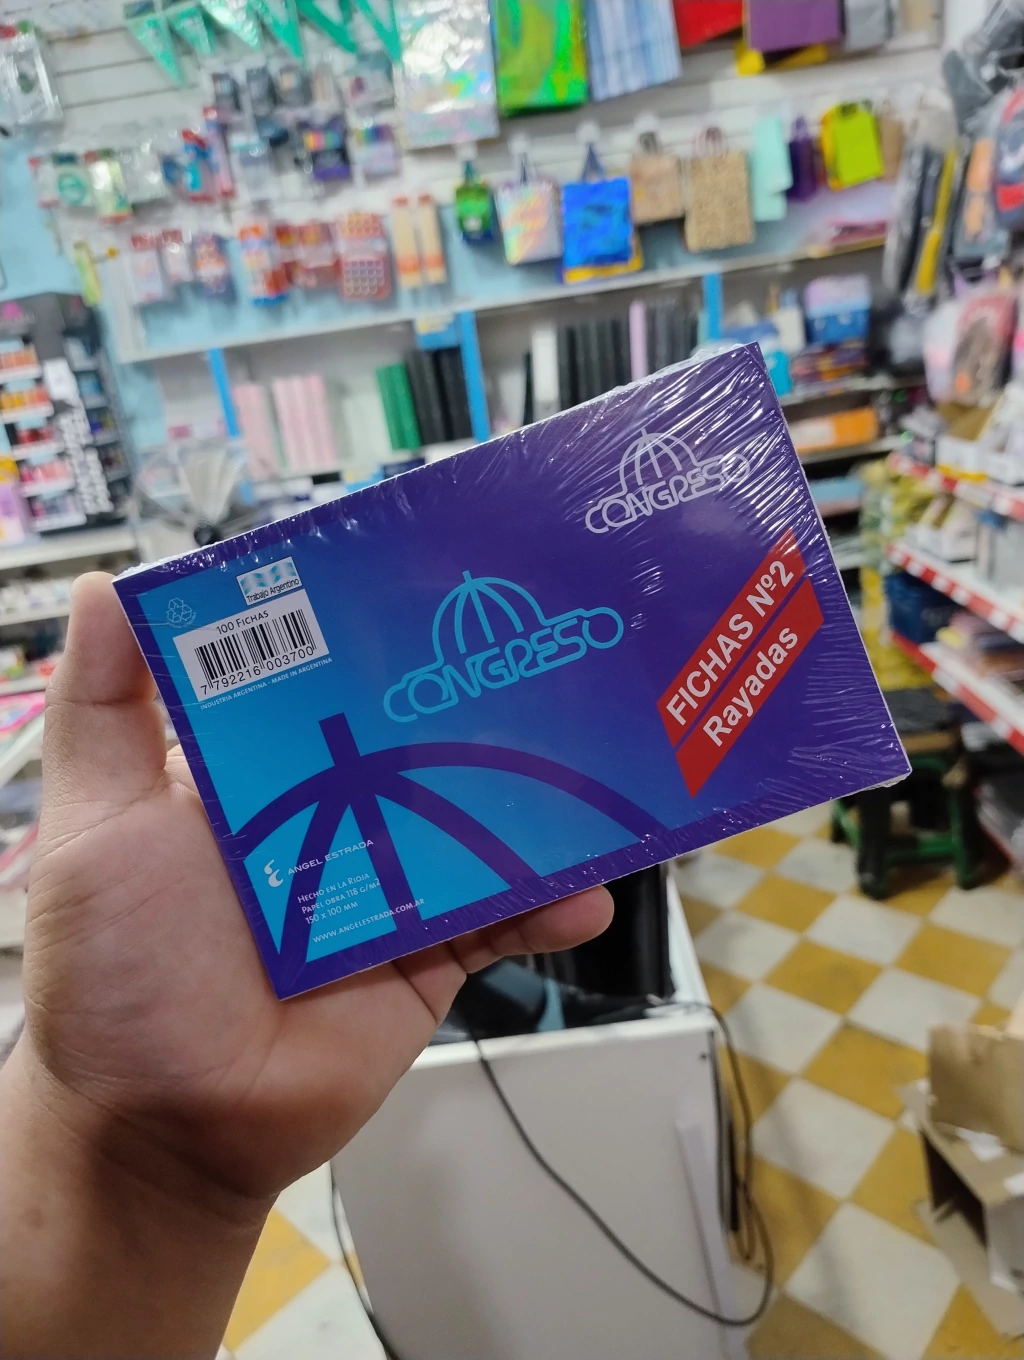 CONGRESO
Trabajo Argentino
100 FICHAS
7 792216 003700
INDUSTRIA ARGENTINA - MADE IN ARGENTINA
CONGRESO
FICHAS Nº2
Rayadas
ANGEL ESTRADA
HECHO EN LA RIOJA
PAPEL OBRA 118 G/M2
150 X 100 MM
WWW.ANGELESTRADA.COM.AR